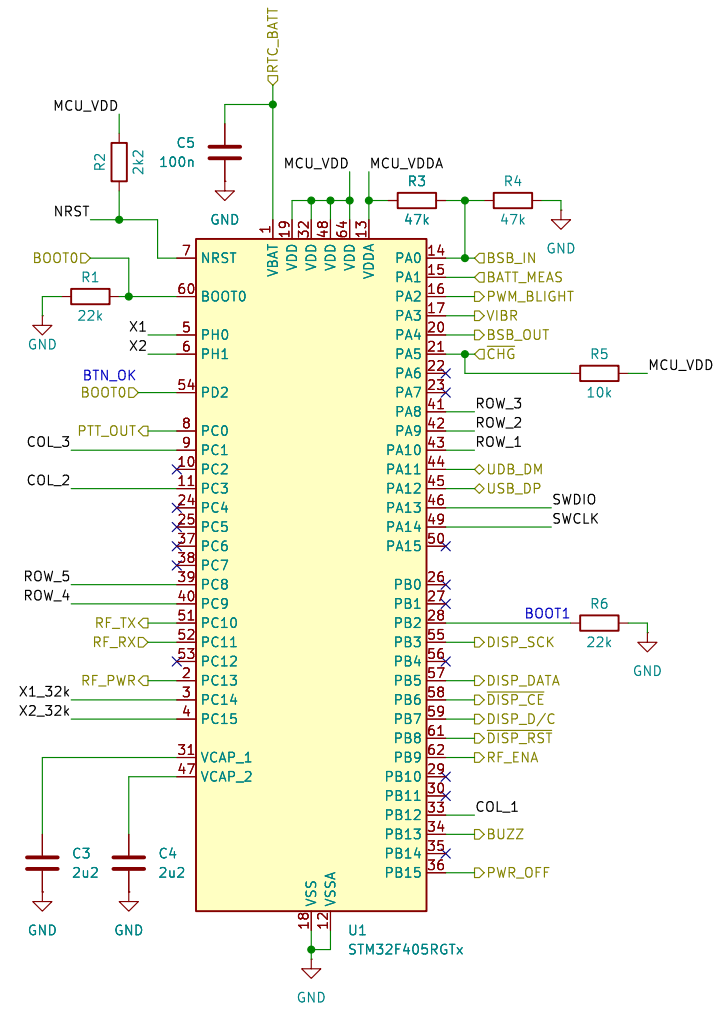 RTC_BATT
MCU_VDD
R2
2k2
C5
100n
GND
MCU_VDD
MCU_VDDA
R3
47k
R4
47k
GND
NRST
1
19
32
48
64
13
VBAT
VDD
VDD
VDD
VDD
VDDA
7
NRST
BOOT0
R1
22k
GND
60
BOOT0
X1
5
PH0
X2
6
PH1
BTN_OK
BOOT0
54
PD2
PTT_OUT
8
PC0
COL_3
9
PC1
10
PC2
COL_2
11
PC3
24
PC4
25
PC5
37
PC6
38
PC7
ROW_5
39
PC8
ROW_4
40
PC9
RF_TX
51
PC10
RF_RX
52
PC11
53
PC12
RF_PWR
2
PC13
X1_32k
3
PC14
X2_32k
4
PC15
31
VCAP_1
47
VCAP_2
C3
2u2
GND
C4
2u2
GND
PA0
14
BSB_IN
PA1
15
BATT_MEAS
PA2
16
PWM_BLIGHT
PA3
17
VIBR
PA4
20
BSB_OUT
PA5
21
CHG
R5
10k
MCU_VDD
PA6
22
PA7
23
PA8
41
ROW_3
PA9
42
ROW_2
PA10
43
ROW_1
PA11
44
UDB_DM
PA12
45
USB_DP
PA13
46
SWDIO
PA14
49
SWCLK
PA15
50
PB0
26
PB1
27
PB2
28
BOOT1
R6
22k
GND
PB3
55
DISP_SCK
PB4
56
PB5
57
DISP_DATA
PB6
58
DISP_CE
PB7
59
DISP_D/C
PB8
61
DISP_RST
PB9
62
RF_ENA
PB10
29
PB11
30
PB12
33
COL_1
PB13
34
BUZZ
PB14
35
PB15
36
PWR_OFF
VSS
VSSA
18
12
U1
STM32F405RGTx
GND